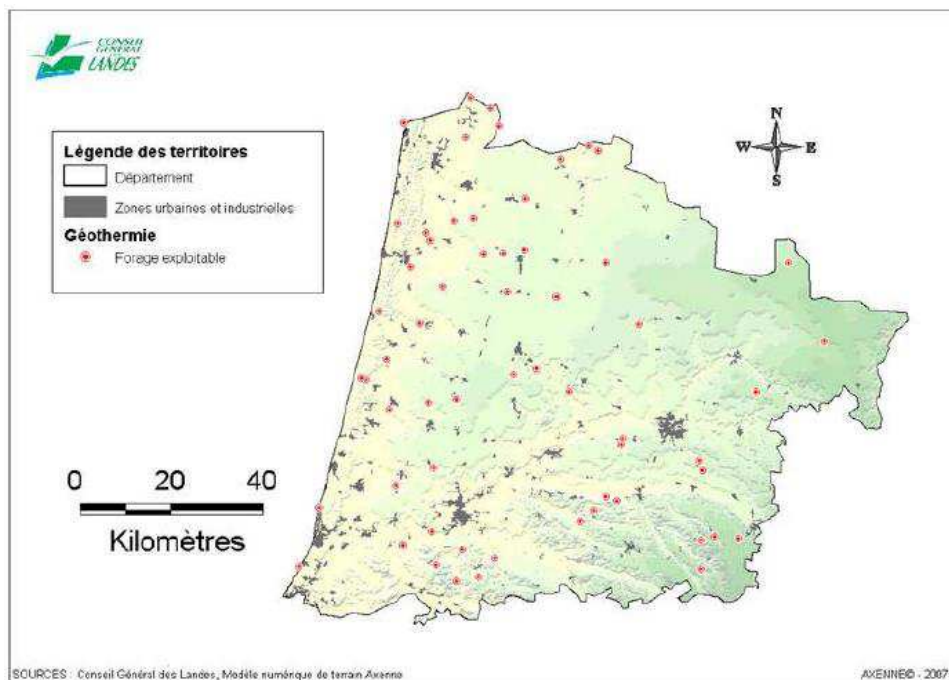 CONSEIL
GÉNÉRAL
LANDES
Légende des territoires
Département
Zones urbaines et industrielles
Géothermie
Forage exploitable
N
W E
S
0 20 40
Kilomètres
SOURCES : Conseil Général des Landes, Modèle numérique de terrain Axenne
AXENNE© - 2007